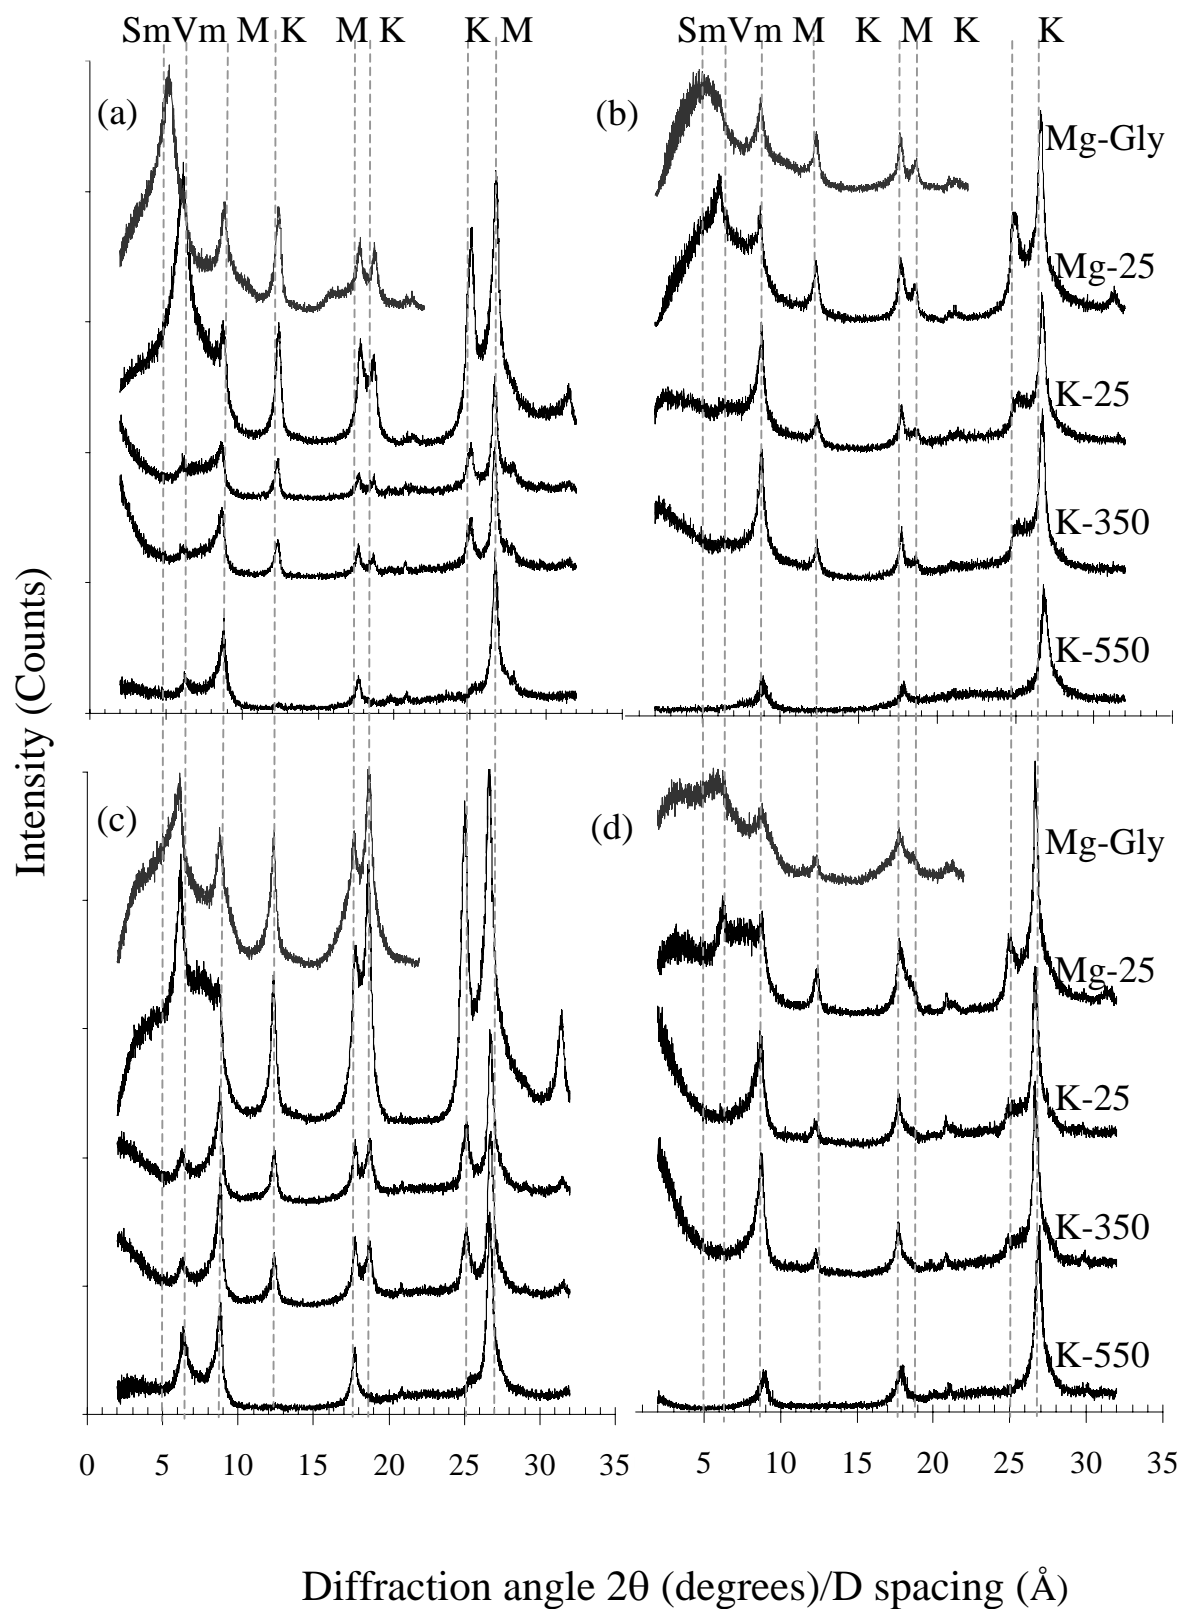 SmVm M K M K K M
SmVm M K M K K
(a)
(b)
Mg-Gly
Mg-25
K-25
K-350
K-550
Intensity (Counts)
(c)
(d)
Mg-Gly
Mg-25
K-25
K-350
K-550
0 5 10 15 20 25 30 35
5 10 15 20 25 30 35
Diffraction angle 2θ (degrees)/D spacing (Å)